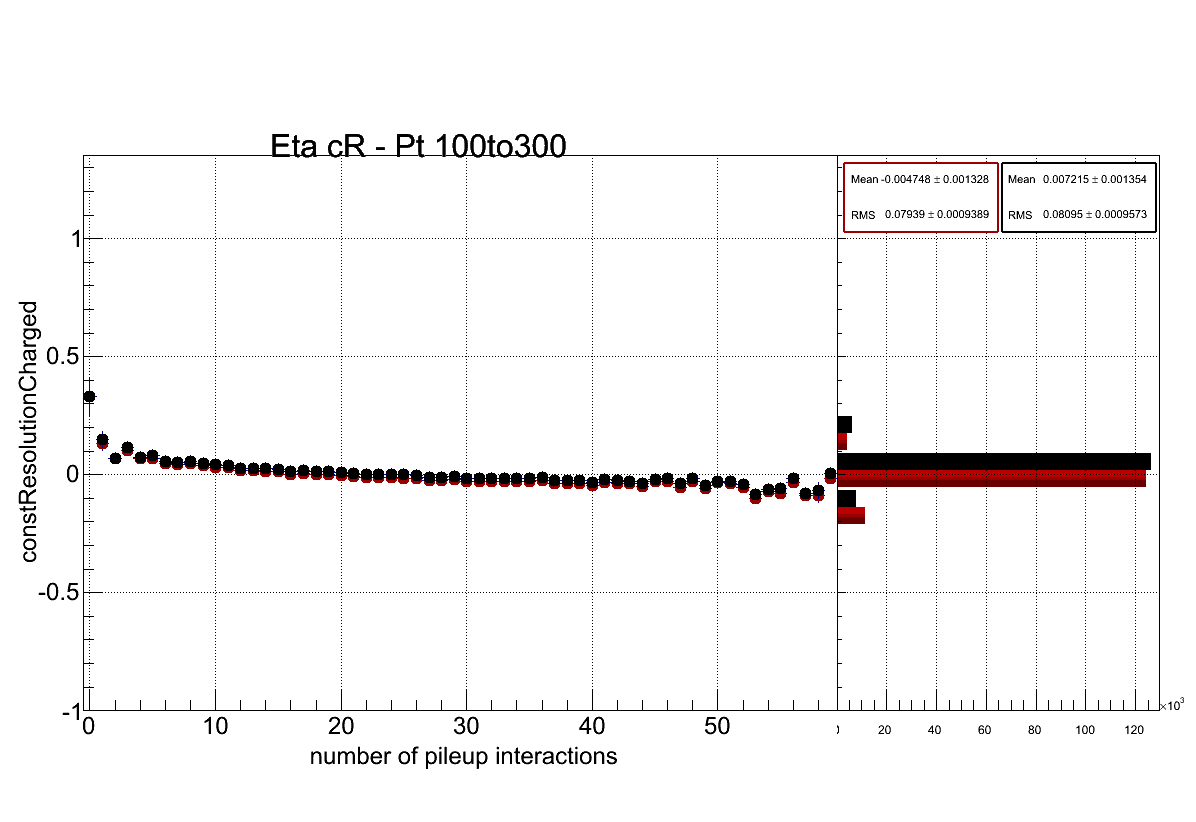 Eta cR - Pt 100to300
Mean -0.004748 ± 0.001328
RMS 0.07939 ± 0.0009389
Mean 0.007215 ± 0.001354
RMS 0.08095 ± 0.0009573
constResolutionCharged
1
0.5
0
-0.5
-1
0 10 20 30 40 50
number of pileup interactions
20 40 60 80 100 120
×10³